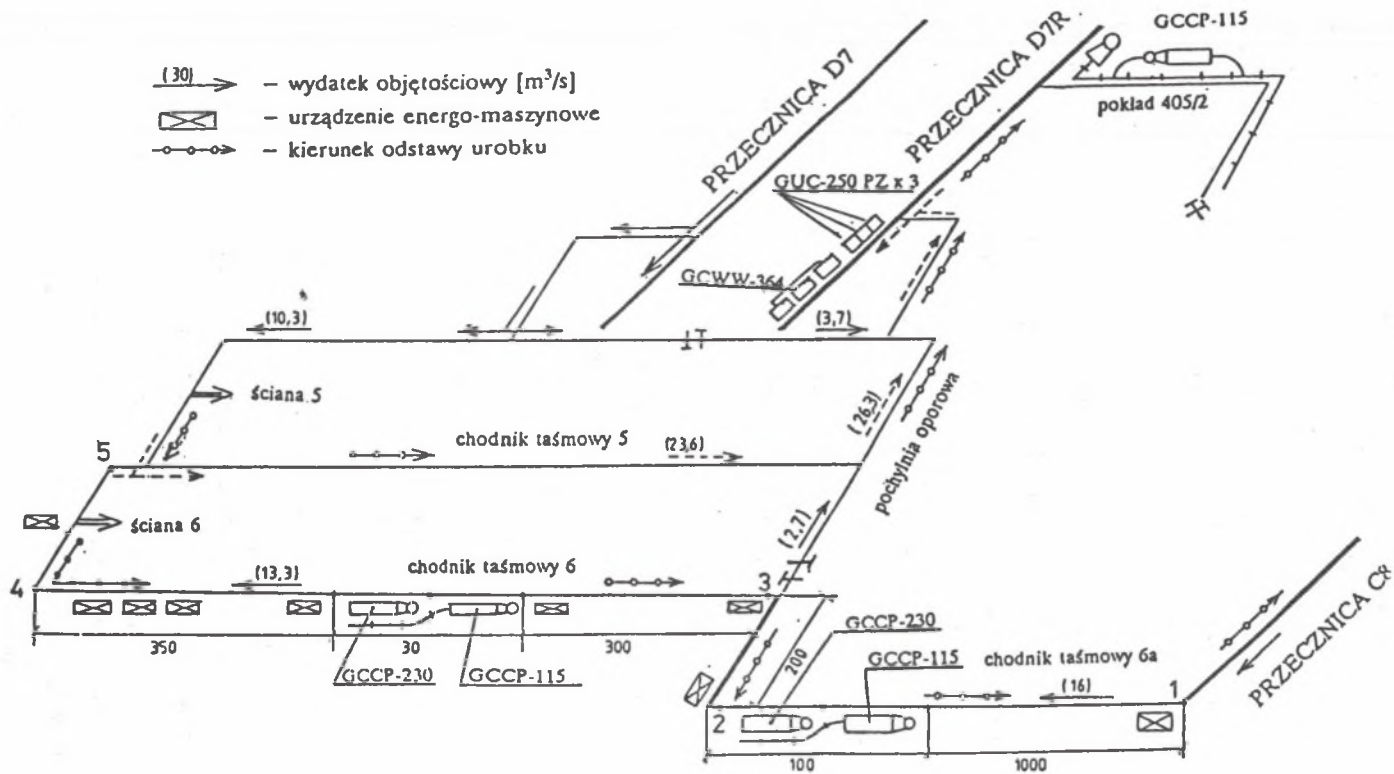 (30) – wydatek objętościowy [m³/s]
– urządzenie energo-maszynowe
– kierunek odstawy urobku
PRZECZNICA D7
PRZECZNICA D7R
GCCP-115
pokład 405/2
GUC-250 PZ x 3
GCWW-364
(10,3)
(3,7)
ściana 5
5
chodnik taśmowy 5
(23,6)
(26,3)
pochylnia oporowa
ściana 6
(2,7)
4
(13,3)
chodnik taśmowy 6
3
350
30
300
GCCP-230
GCCP-115
200
GCCP-230
GCCP-115
chodnik taśmowy 6a
(16)
1
PRZECZNICA C8
2
100
1000